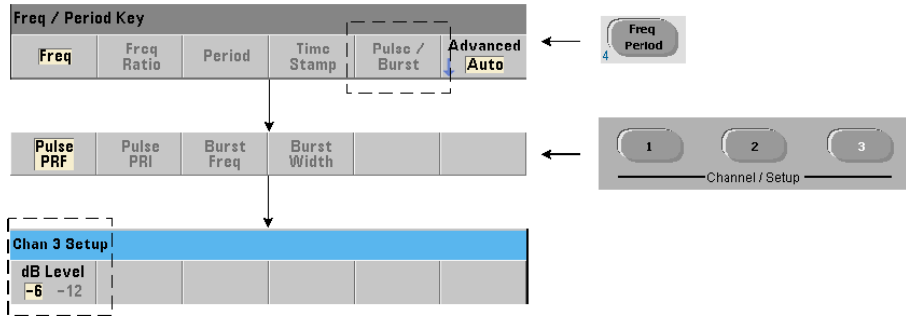 Freq / Period Key
Freq
Freq Ratio
Period
Time Stamp
Pulse / Burst
Advanced
Auto
Freq
Period
4
Pulse PRF
Pulse PRI
Burst Freq
Burst Width
1
2
3
Channel / Setup
Chan 3 Setup
dB Level
-6 -12